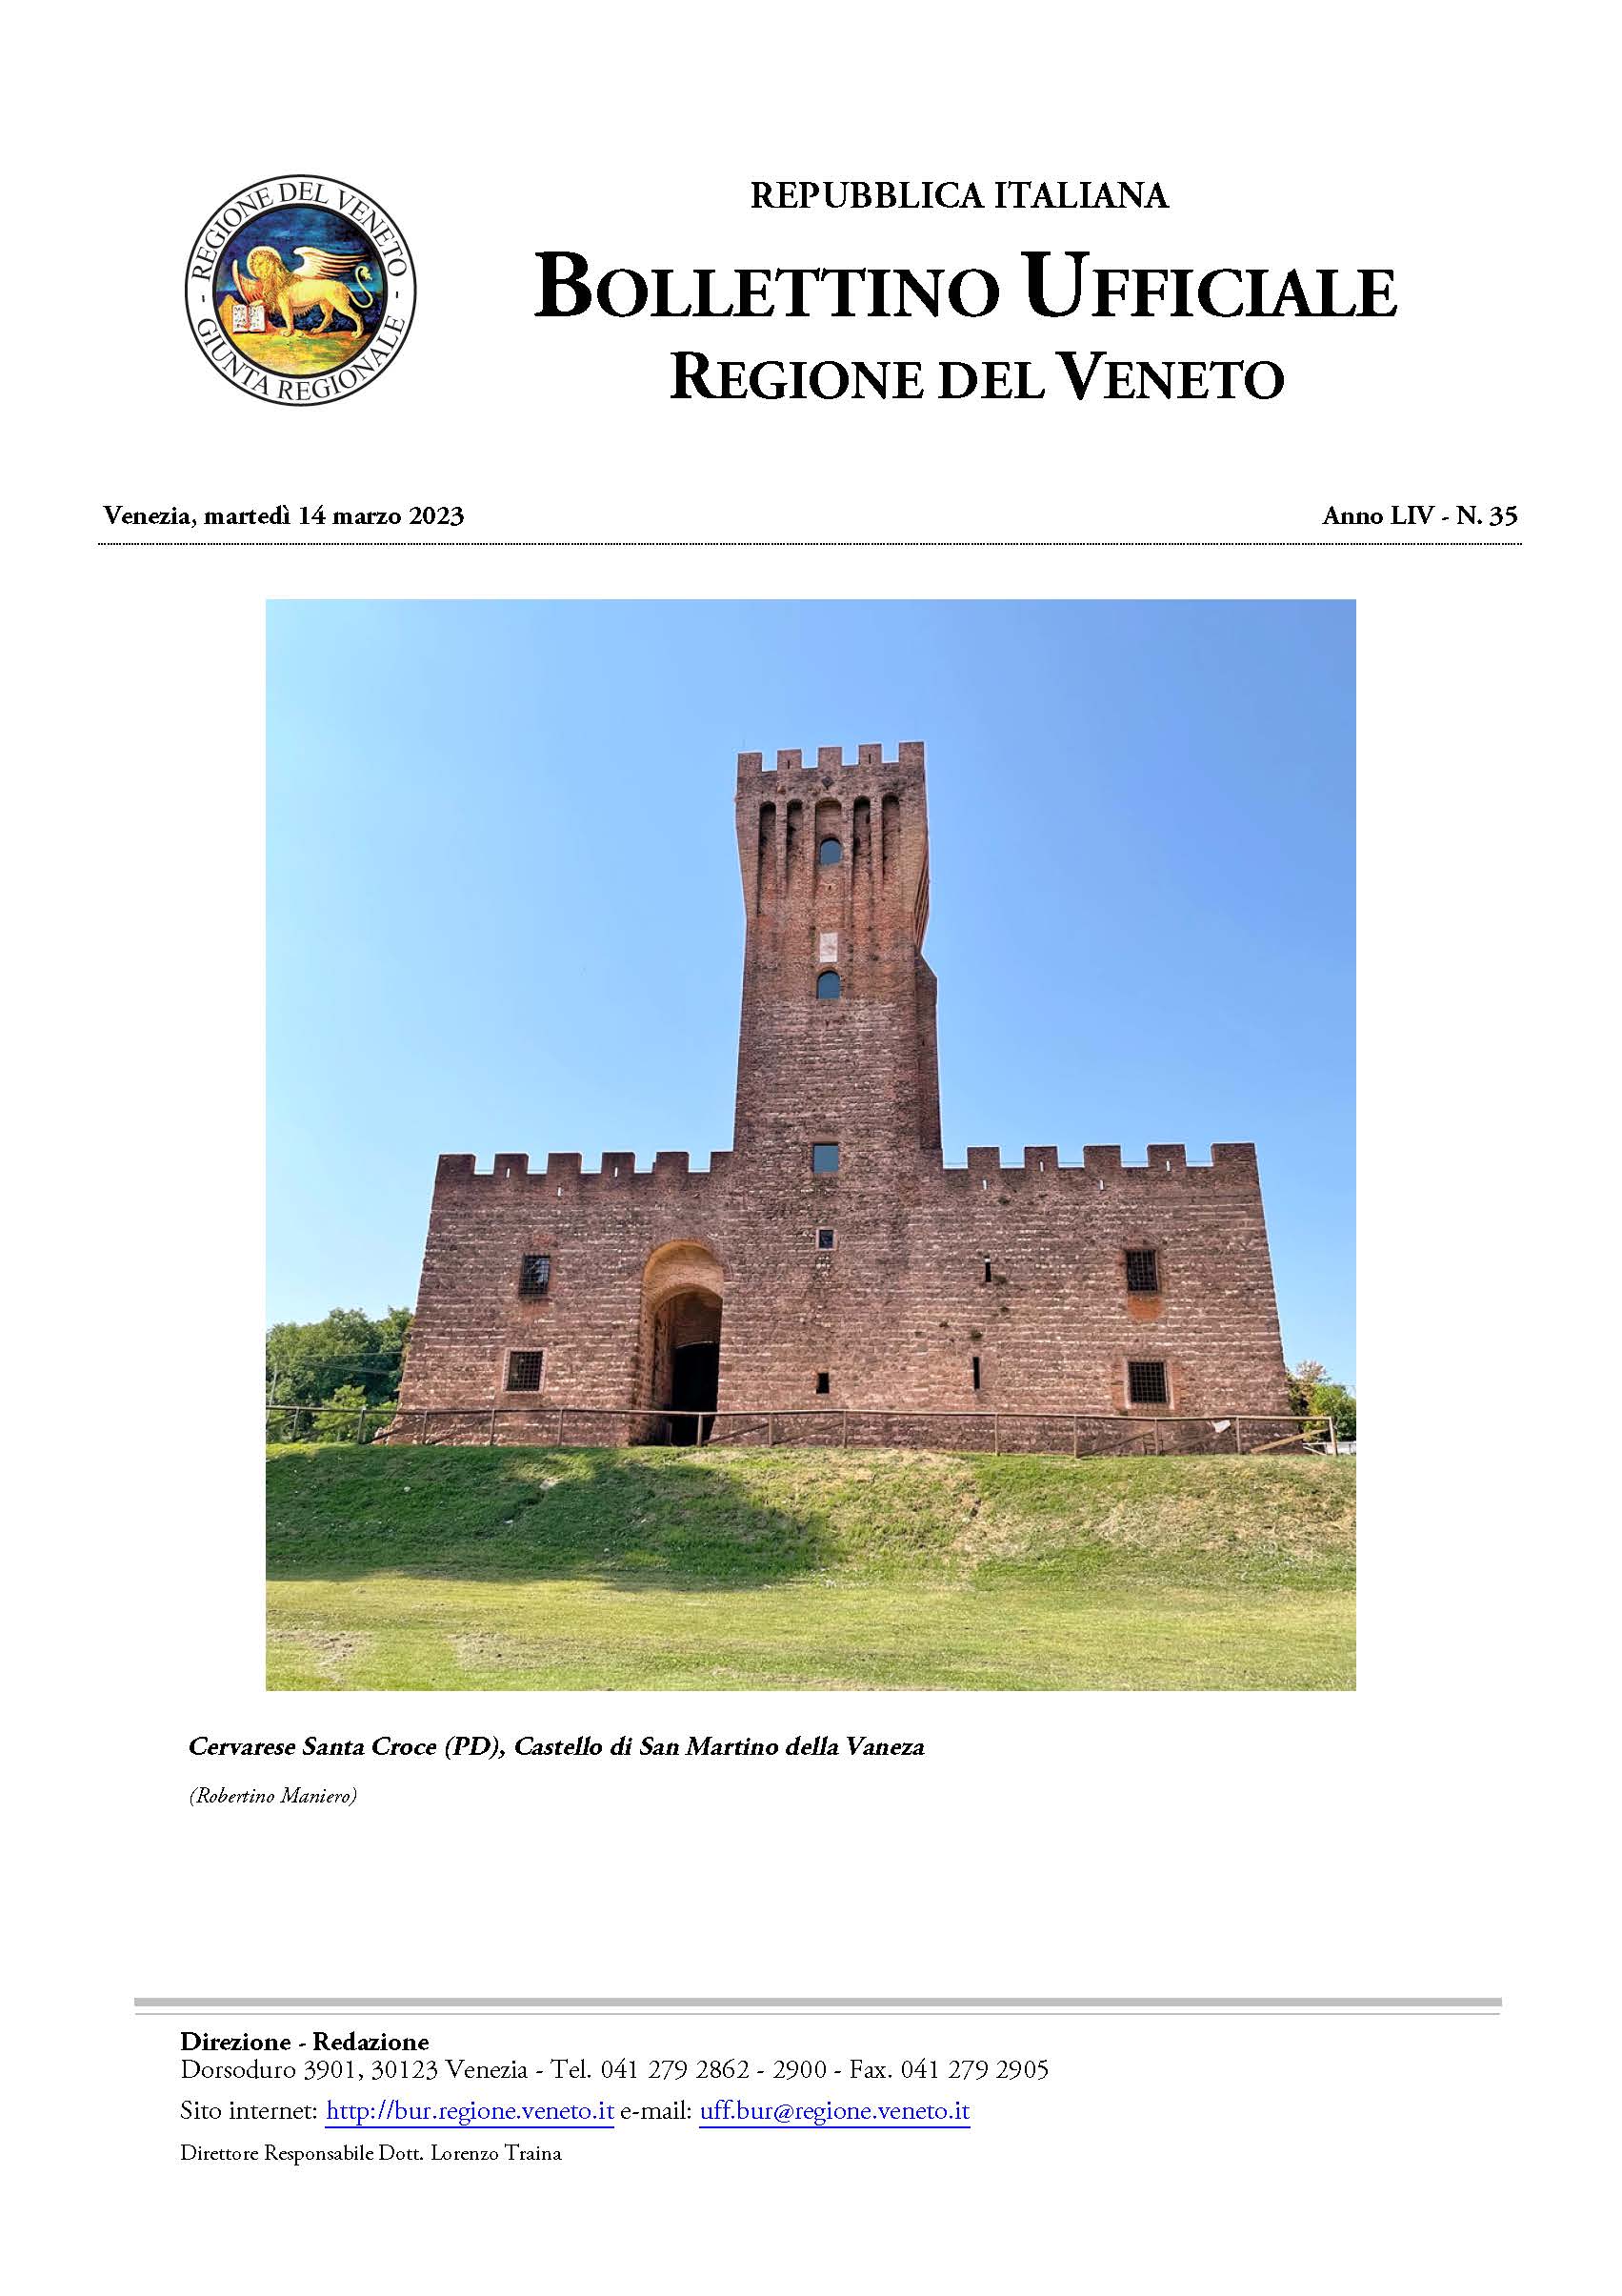 REGIONE DEL VENETO
GIUNTA REGIONALE
REPUBBLICA ITALIANA
BOLLETTINO UFFICIALE
REGIONE DEL VENETO
Venezia, martedì 14 marzo 2023
Anno LIV - N. 35
Cervarese Santa Croce (PD), Castello di San Martino della Vaneza
(Robertino Maniero)
Direzione - Redazione
Dorsoduro 3901, 30123 Venezia - Tel. 041 279 2862 - 2900 - Fax. 041 279 2905
Sito internet: http://bur.regione.veneto.it e-mail: uff.bur@regione.veneto.it
Direttore Responsabile Dott. Lorenzo Traina